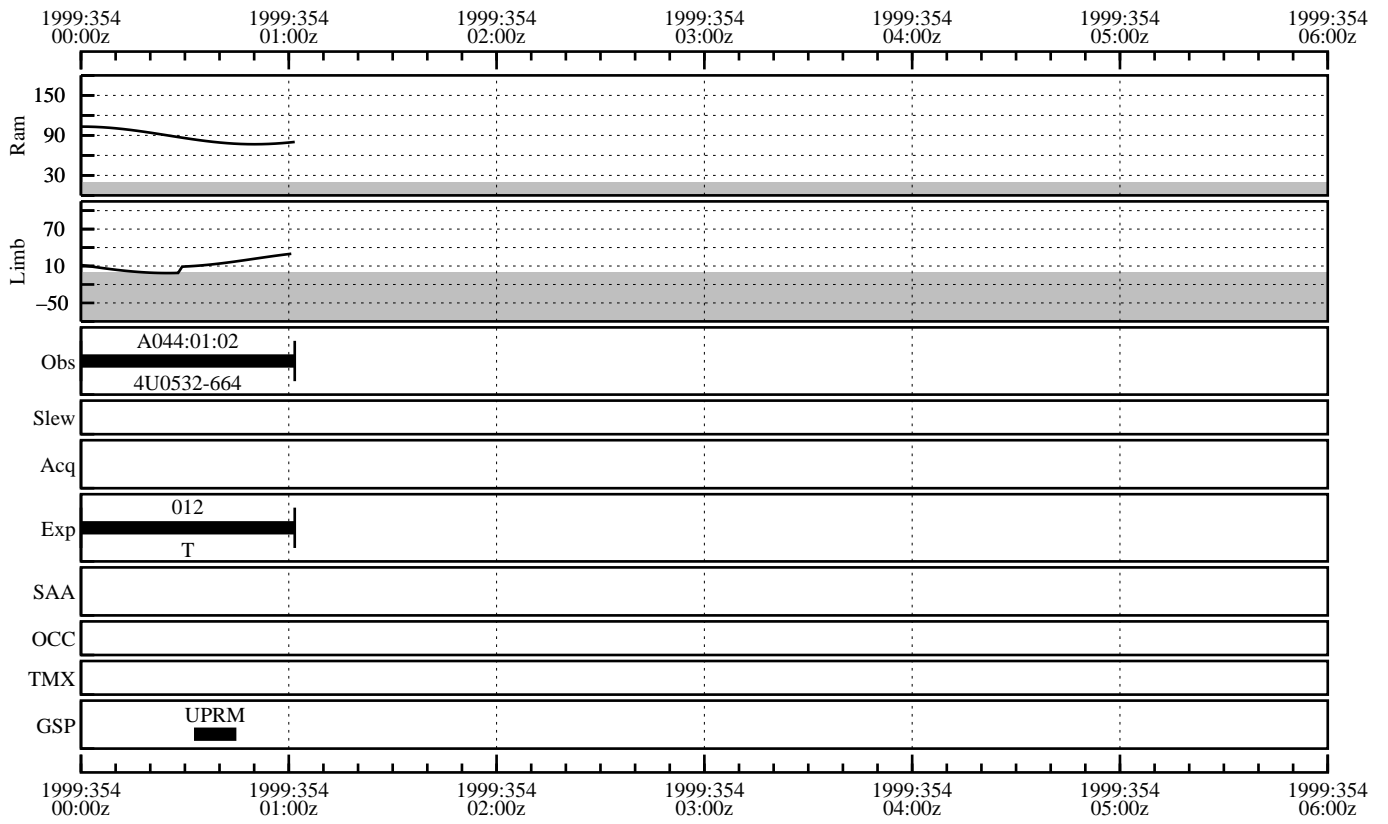 1999:354 1999:354 1999:354 1999:354 1999:354 1999:354 1999:354
00:00z 01:00z 02:00z 03:00z 04:00z 05:00z 06:00z
Ram
150
90
30
Limb
70
10
–50
Obs
A044:01:02
4U0532-664
Slew
Acq
Exp
012
T
SAA
OCC
TMX
GSP
UPRM
1999:354 1999:354 1999:354 1999:354 1999:354 1999:354 1999:354
00:00z 01:00z 02:00z 03:00z 04:00z 05:00z 06:00z